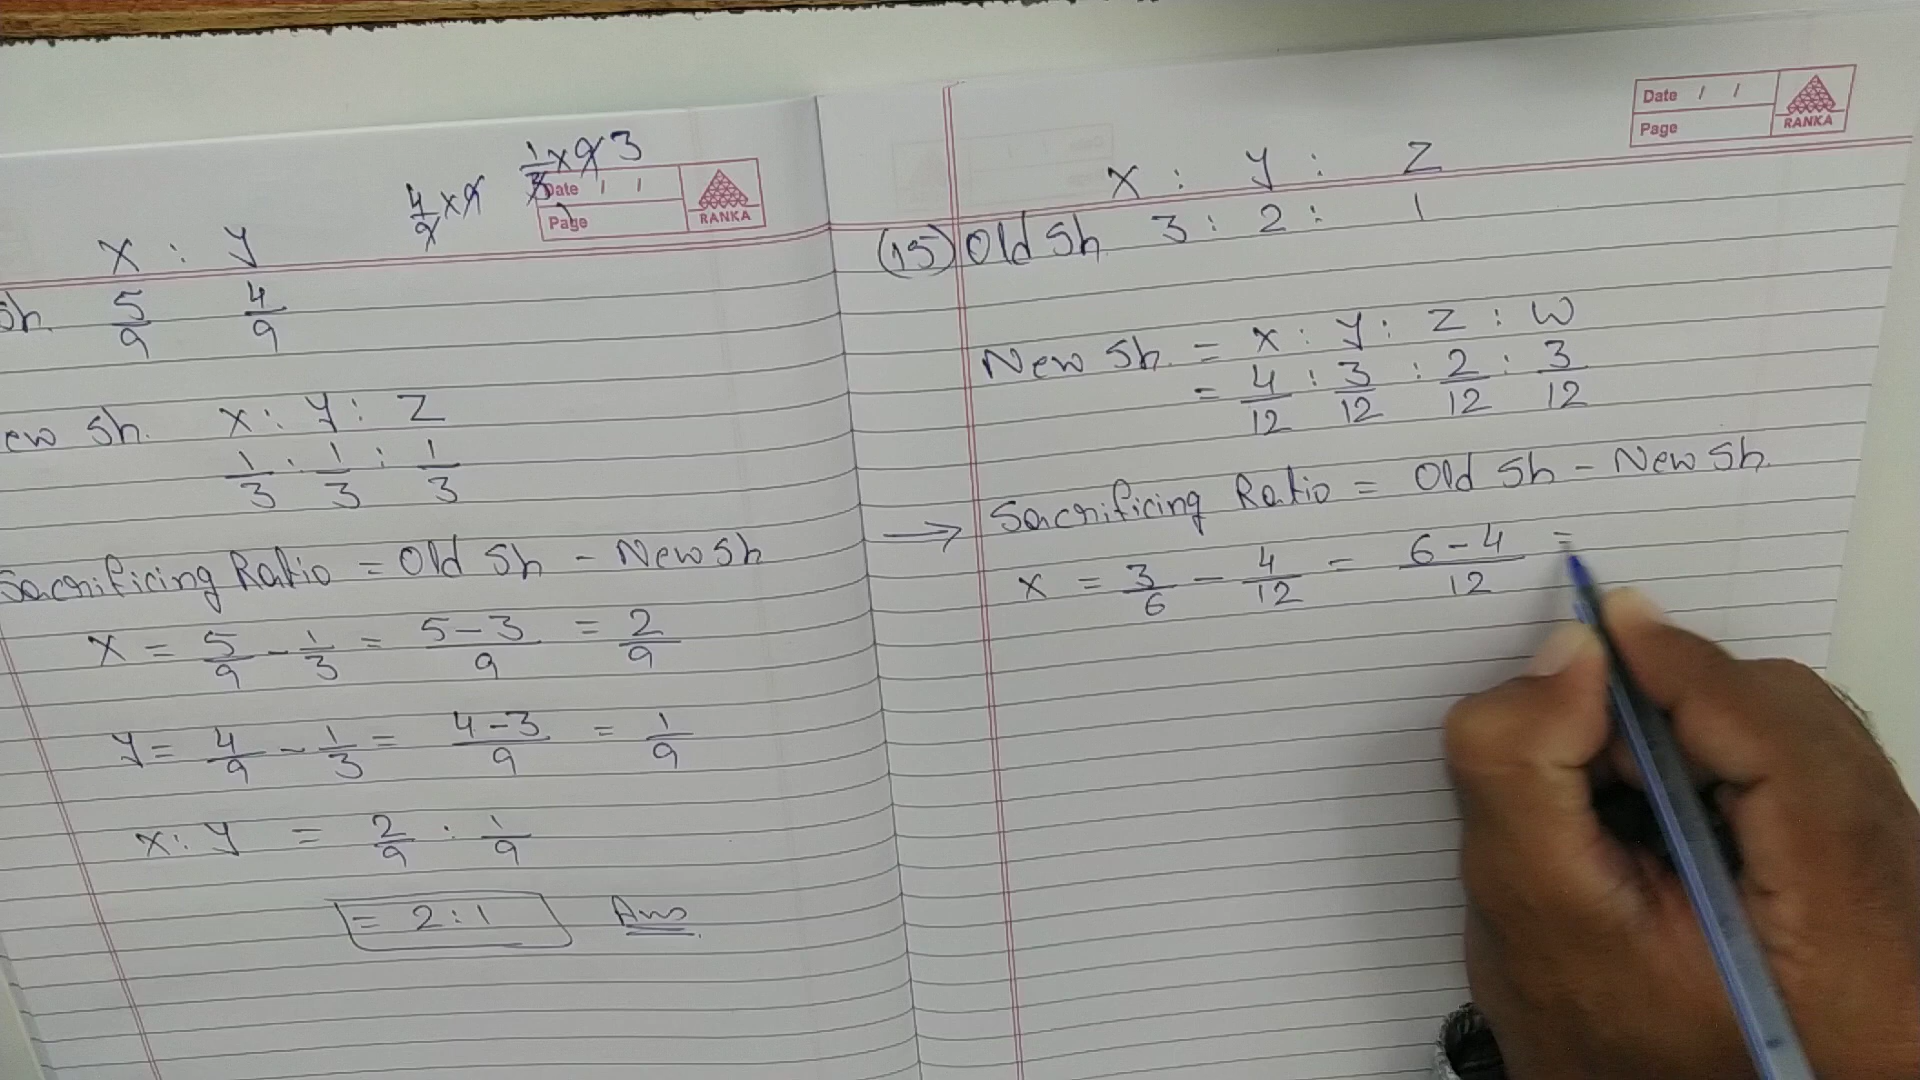 1/3 × 9 3
4/9 × 9
Date / /
Page
RANKA
X : Y
Sh. 5/9 4/9
ew Sh. X : Y : Z
1/3 : 1/3 : 1/3
Sacrificing Ratio = Old Sh - New Sh
X = 5/9 - 1/3 = 5-3/9 = 2/9
Y = 4/9 - 1/3 = 4-3/9 = 1/9
X : Y = 2/9 : 1/9
= 2 : 1 Ans
Date / /
Page
RANKA
X : Y : Z
(15) Old Sh 3 : 2 : 1
New Sh. = X : Y : Z : W
= 4/12 : 3/12 : 2/12 : 3/12
→ Sacrificing Ratio = Old Sh - New Sh.
X = 3/6 - 4/12 = 6-4/12 =